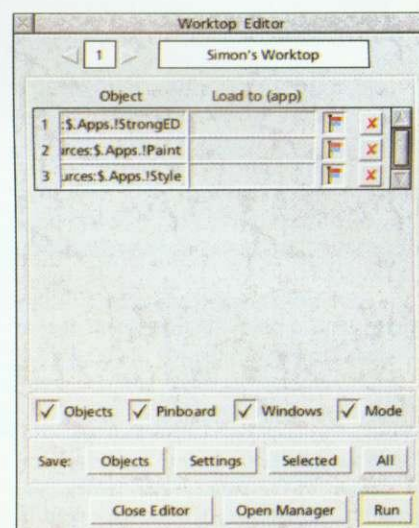 Worktop Editor
1 Simon's Worktop
Object Load to (app)
1 :$.Apps.!StrongED
2 urces:$.Apps.!Paint
3 urces:$.Apps.!Style
Objects Pinboard Windows Mode
Save: Objects Settings Selected All
Close Editor Open Manager Run